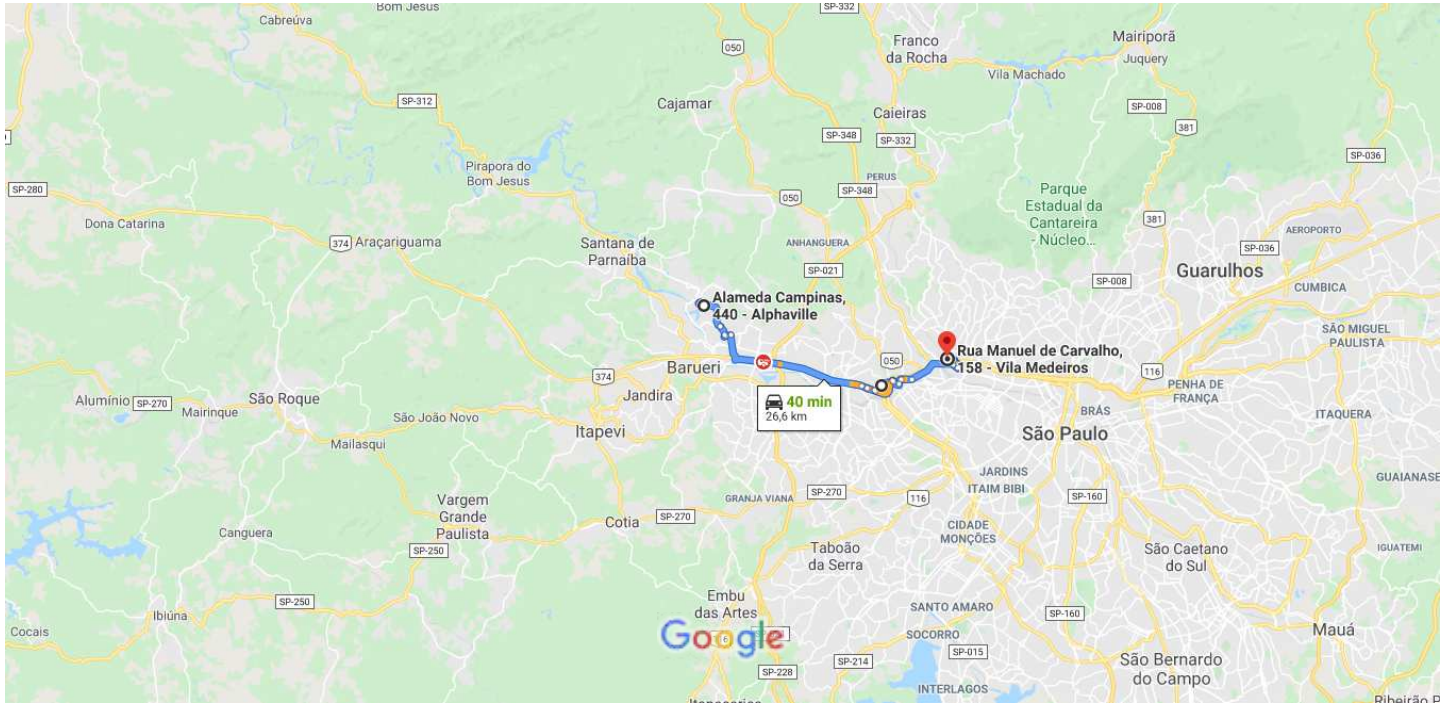 Bom Jesus
SP-332
Cabreúva
Mairiporã
Franco
da Rocha
050
Juquery
Vila Machado
SP-312
Cajamar
SP-008
Caieiras
381
SP-348
SP-332
SP-036
Pirapora do
Bom Jesus
PERUS
SP-280
SP-348
050
Parque
Estadual da
Cantareira
- Núcleo...
Dona Catarina
381
AEROPORTO
374
Araçariguama
Santana de
Parnaíba
ANHANGUERA
SP-036
SP-021
Guarulhos
SP-008
CUMBICA
Alameda Campinas,
440 - Alphaville
SÃO MIGUEL
PAULISTA
Rua Manuel de Carvalho,
158 - Vila Medeiros
050
Barueri
374
116
PENHA DE
FRANÇA
Jandira
40 min
26,6 km
Alumínio
SP-270
São Roque
Mairinque
São João Novo
BRÁS
ITAQUERA
Itapevi
São Paulo
Mailasqui
JARDINS
ITAIM BIBI
GUAIANASE
Vargem
Grande
Paulista
GRANJA VIANA
SP-270
116
SP-160
Cotia
SP-270
Canguera
CIDADE
MONÇÕES
SP-250
Taboão
da Serra
São Caetano
do Sul
IGUATEMI
SP-250
Embu
das Artes
SANTO AMARO
SP-160
Ibiúna
Cocais
Google
SOCORRO
Mauá
SP-015
SP-214
São Bernardo
do Campo
SP-228
INTERLAGOS
Ribeirão P